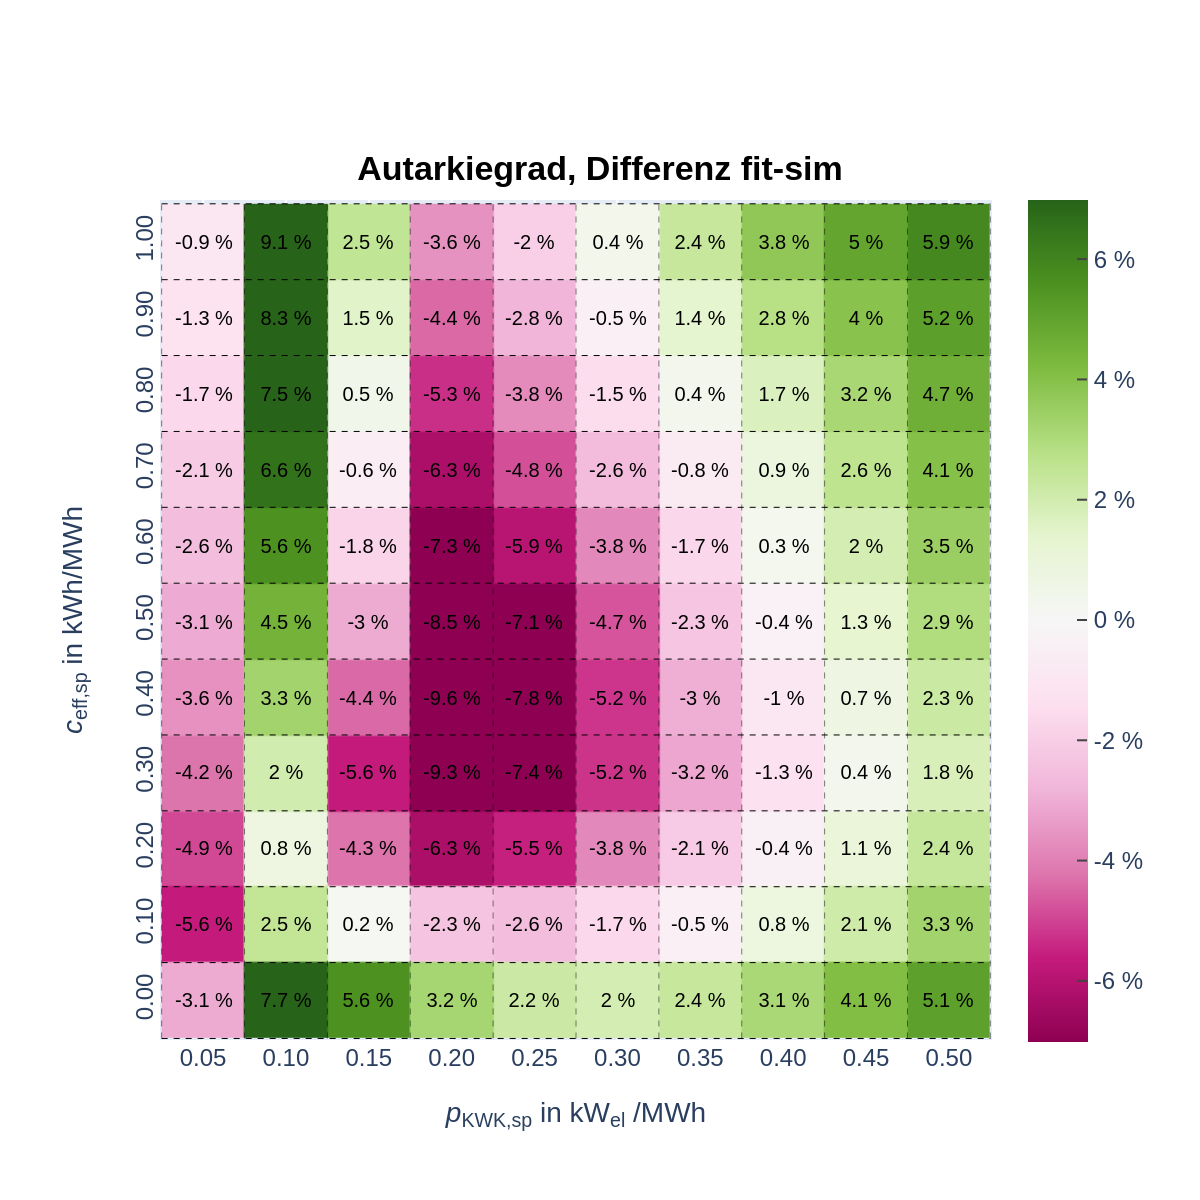 Autarkiegrad, Differenz fit-sim
1.00 -0.9 % 9.1 % 2.5 % -3.6 % -2 % 0.4 % 2.4 % 3.8 % 5 % 5.9 %
0.90 -1.3 % 8.3 % 1.5 % -4.4 % -2.8 % -0.5 % 1.4 % 2.8 % 4 % 5.2 %
0.80 -1.7 % 7.5 % 0.5 % -5.3 % -3.8 % -1.5 % 0.4 % 1.7 % 3.2 % 4.7 %
0.70 -2.1 % 6.6 % -0.6 % -6.3 % -4.8 % -2.6 % -0.8 % 0.9 % 2.6 % 4.1 %
0.60 -2.6 % 5.6 % -1.8 % -7.3 % -5.9 % -3.8 % -1.7 % 0.3 % 2 % 3.5 %
0.50 -3.1 % 4.5 % -3 % -8.5 % -7.1 % -4.7 % -2.3 % -0.4 % 1.3 % 2.9 %
0.40 -3.6 % 3.3 % -4.4 % -9.6 % -7.8 % -5.2 % -3 % -1 % 0.7 % 2.3 %
0.30 -4.2 % 2 % -5.6 % -9.3 % -7.4 % -5.2 % -3.2 % -1.3 % 0.4 % 1.8 %
0.20 -4.9 % 0.8 % -4.3 % -6.3 % -5.5 % -3.8 % -2.1 % -0.4 % 1.1 % 2.4 %
0.10 -5.6 % 2.5 % 0.2 % -2.3 % -2.6 % -1.7 % -0.5 % 0.8 % 2.1 % 3.3 %
0.00 -3.1 % 7.7 % 5.6 % 3.2 % 2.2 % 2 % 2.4 % 3.1 % 4.1 % 5.1 %
0.05 0.10 0.15 0.20 0.25 0.30 0.35 0.40 0.45 0.50
pKWK,sp in kWel /MWh
ceff,sp in kWh/MWh
6 %
4 %
2 %
0 %
-2 %
-4 %
-6 %